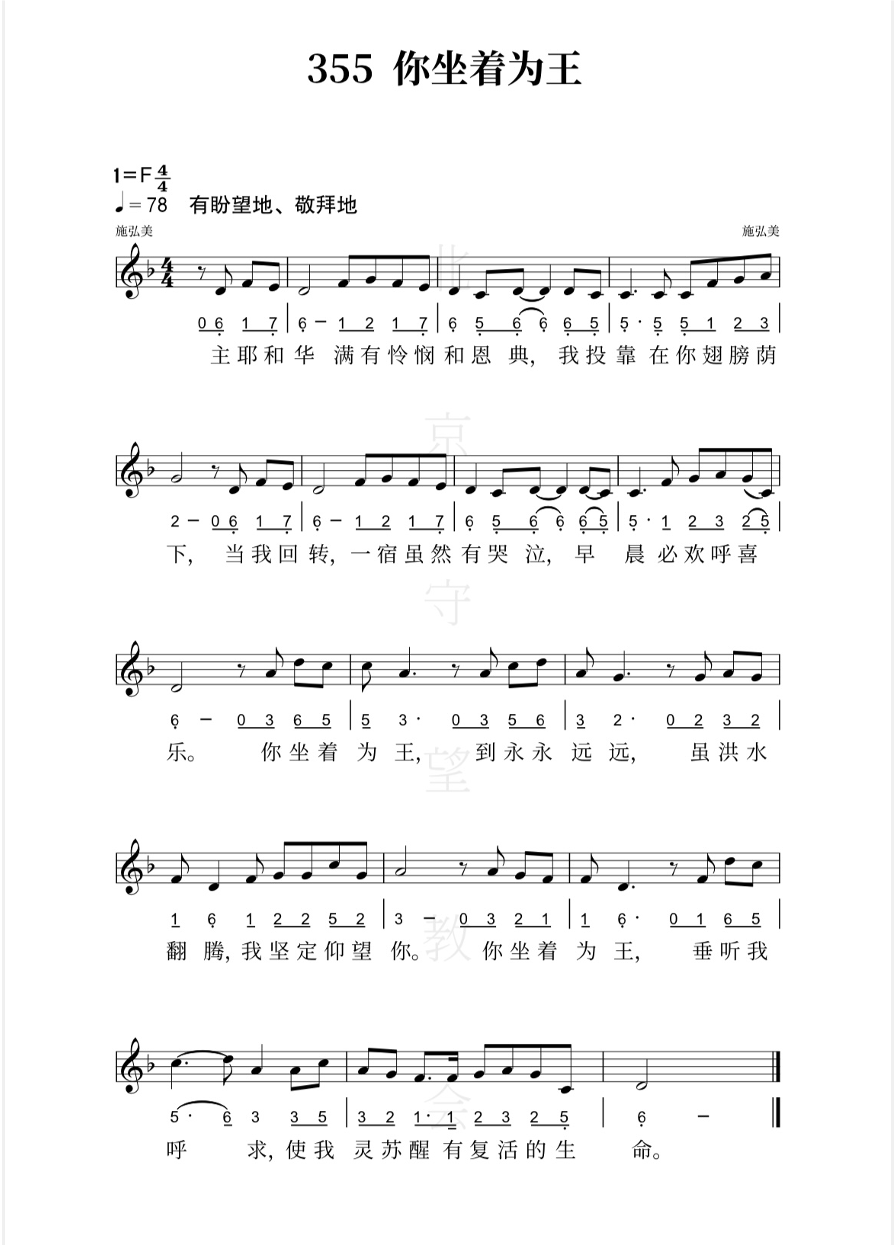 355 你坐着为王
1=F 4/4
♩= 78 有盼望地、敬拜地
施弘美 施弘美
0 6 1 7 | 6 – 1 2 1 7 | 6 5 6 6 6 5 | 5 · 5 5 1 2 3
主耶和华 满有怜悯和恩典，我投靠在你翅膀荫
2 – 0 6 1 7 | 6 – 1 2 1 7 | 6 5 6 6 6 5 | 5 · 1 2 3 2 5
下，当我回转，一宿虽然有哭泣，早晨必欢呼喜
6 – 0 3 6 5 | 5 3 · 0 3 5 6 | 3 2 · 0 2 3 2
乐。你坐着为王，到永永远远，虽洪水
1 6 1 2 2 5 2 | 3 – 0 3 2 1 | 1 6 · 0 1 6 5
翻腾，我坚定仰望你。你坐着为王，垂听我
5 · 6 3 3 5 | 3 2 1 · 1 2 3 2 5 | 6 –
呼求，使我灵苏醒有复活的生命。
北京守望教会